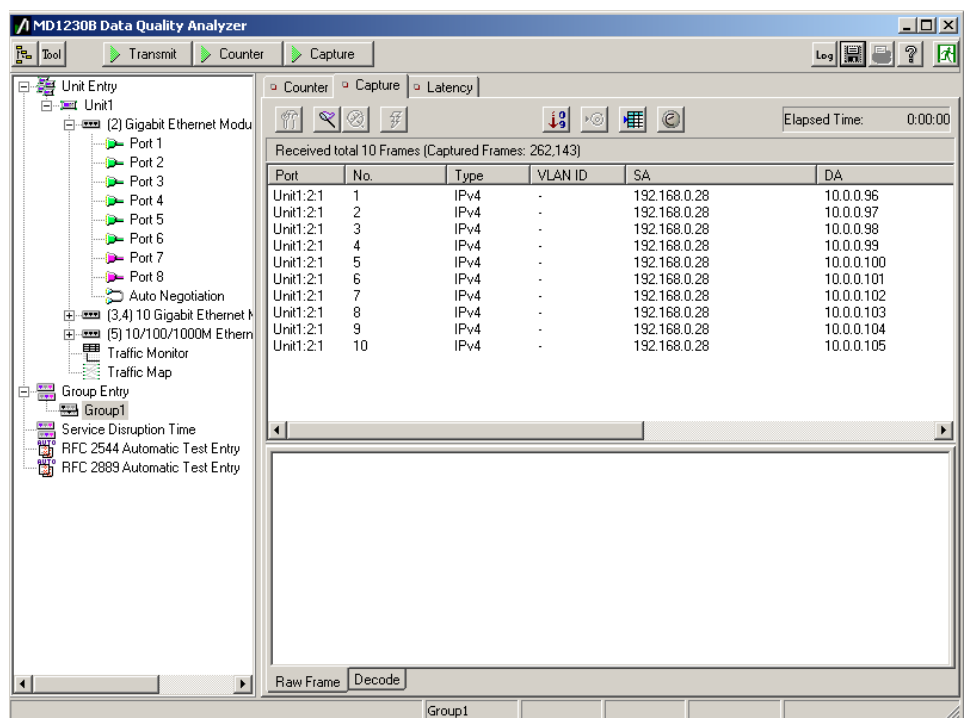 MD1230B Data Quality Analyzer
Tool Transmit Counter Capture Log
Unit Entry
Unit1
(2) Gigabit Ethernet Modu
Port 1
Port 2
Port 3
Port 4
Port 5
Port 6
Port 7
Port 8
Auto Negotiation
(3,4) 10 Gigabit Ethernet M
(5) 10/100/1000M Ethern
Traffic Monitor
Traffic Map
Group Entry
Group1
Service Disruption Time
AUTO RFC 2544 Automatic Test Entry
AUTO RFC 2889 Automatic Test Entry
Counter Capture Latency
Elapsed Time: 0:00:00
Received total 10 Frames (Captured Frames: 262,143)
Port No. Type VLAN ID SA DA
Unit1:2:1 1 IPv4 - 192.168.0.28 10.0.0.96
Unit1:2:1 2 IPv4 - 192.168.0.28 10.0.0.97
Unit1:2:1 3 IPv4 - 192.168.0.28 10.0.0.98
Unit1:2:1 4 IPv4 - 192.168.0.28 10.0.0.99
Unit1:2:1 5 IPv4 - 192.168.0.28 10.0.0.100
Unit1:2:1 6 IPv4 - 192.168.0.28 10.0.0.101
Unit1:2:1 7 IPv4 - 192.168.0.28 10.0.0.102
Unit1:2:1 8 IPv4 - 192.168.0.28 10.0.0.103
Unit1:2:1 9 IPv4 - 192.168.0.28 10.0.0.104
Unit1:2:1 10 IPv4 - 192.168.0.28 10.0.0.105
Raw Frame Decode
Group1